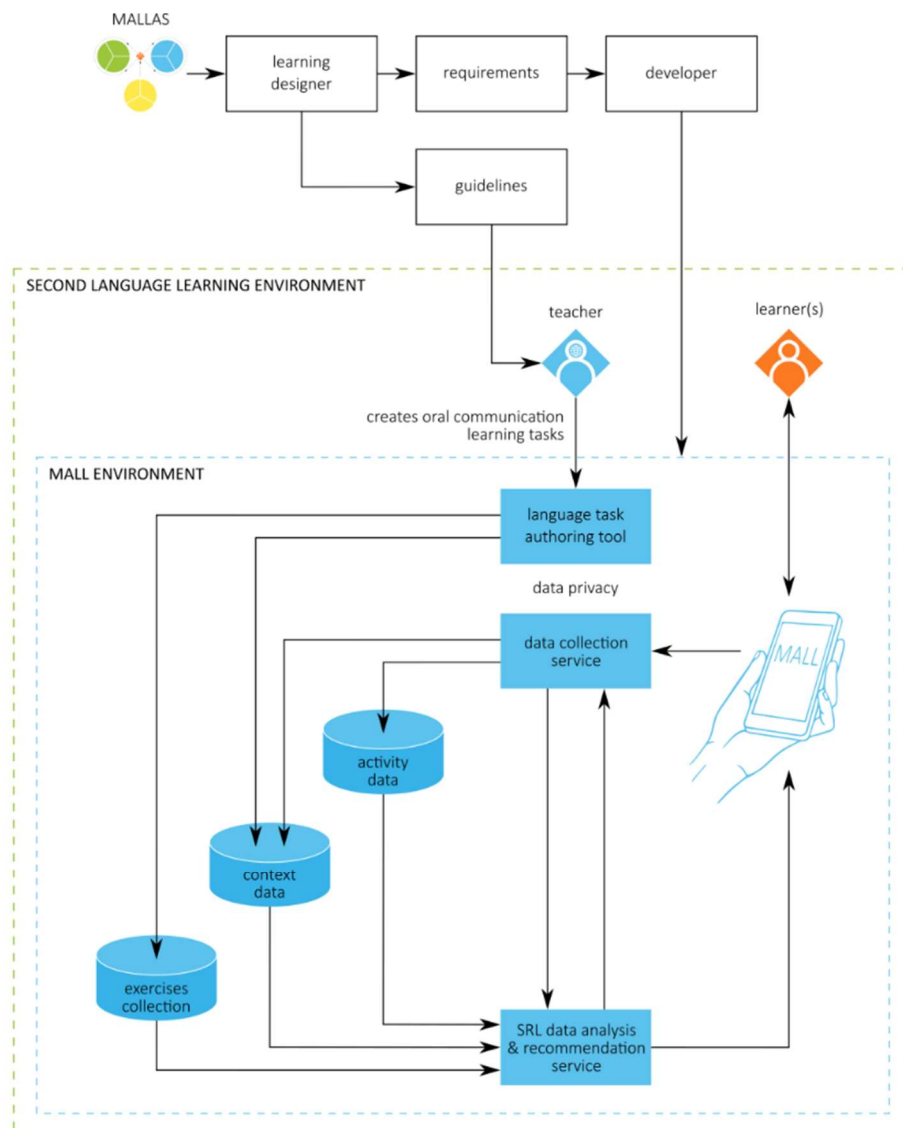 MALLAS
learning
designer
requirements
developer
guidelines
SECOND LANGUAGE LEARNING ENVIRONMENT
teacher
learner(s)
creates oral communication
learning tasks
MALL ENVIRONMENT
language task
authoring tool
data privacy
data collection
service
MALL
activity
data
context
data
exercises
collection
SRL data analysis
& recommendation
service